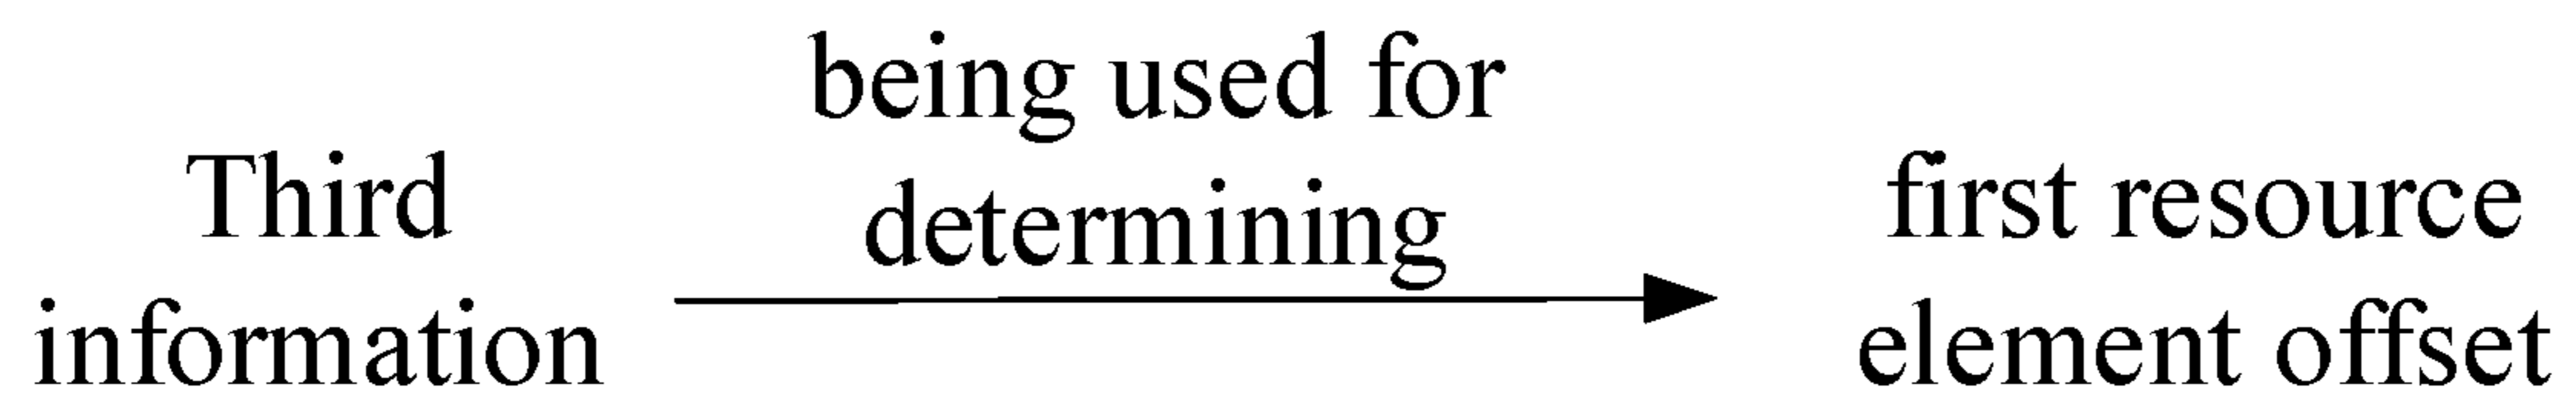 Third
information
being used for
determining
first resource
element offset